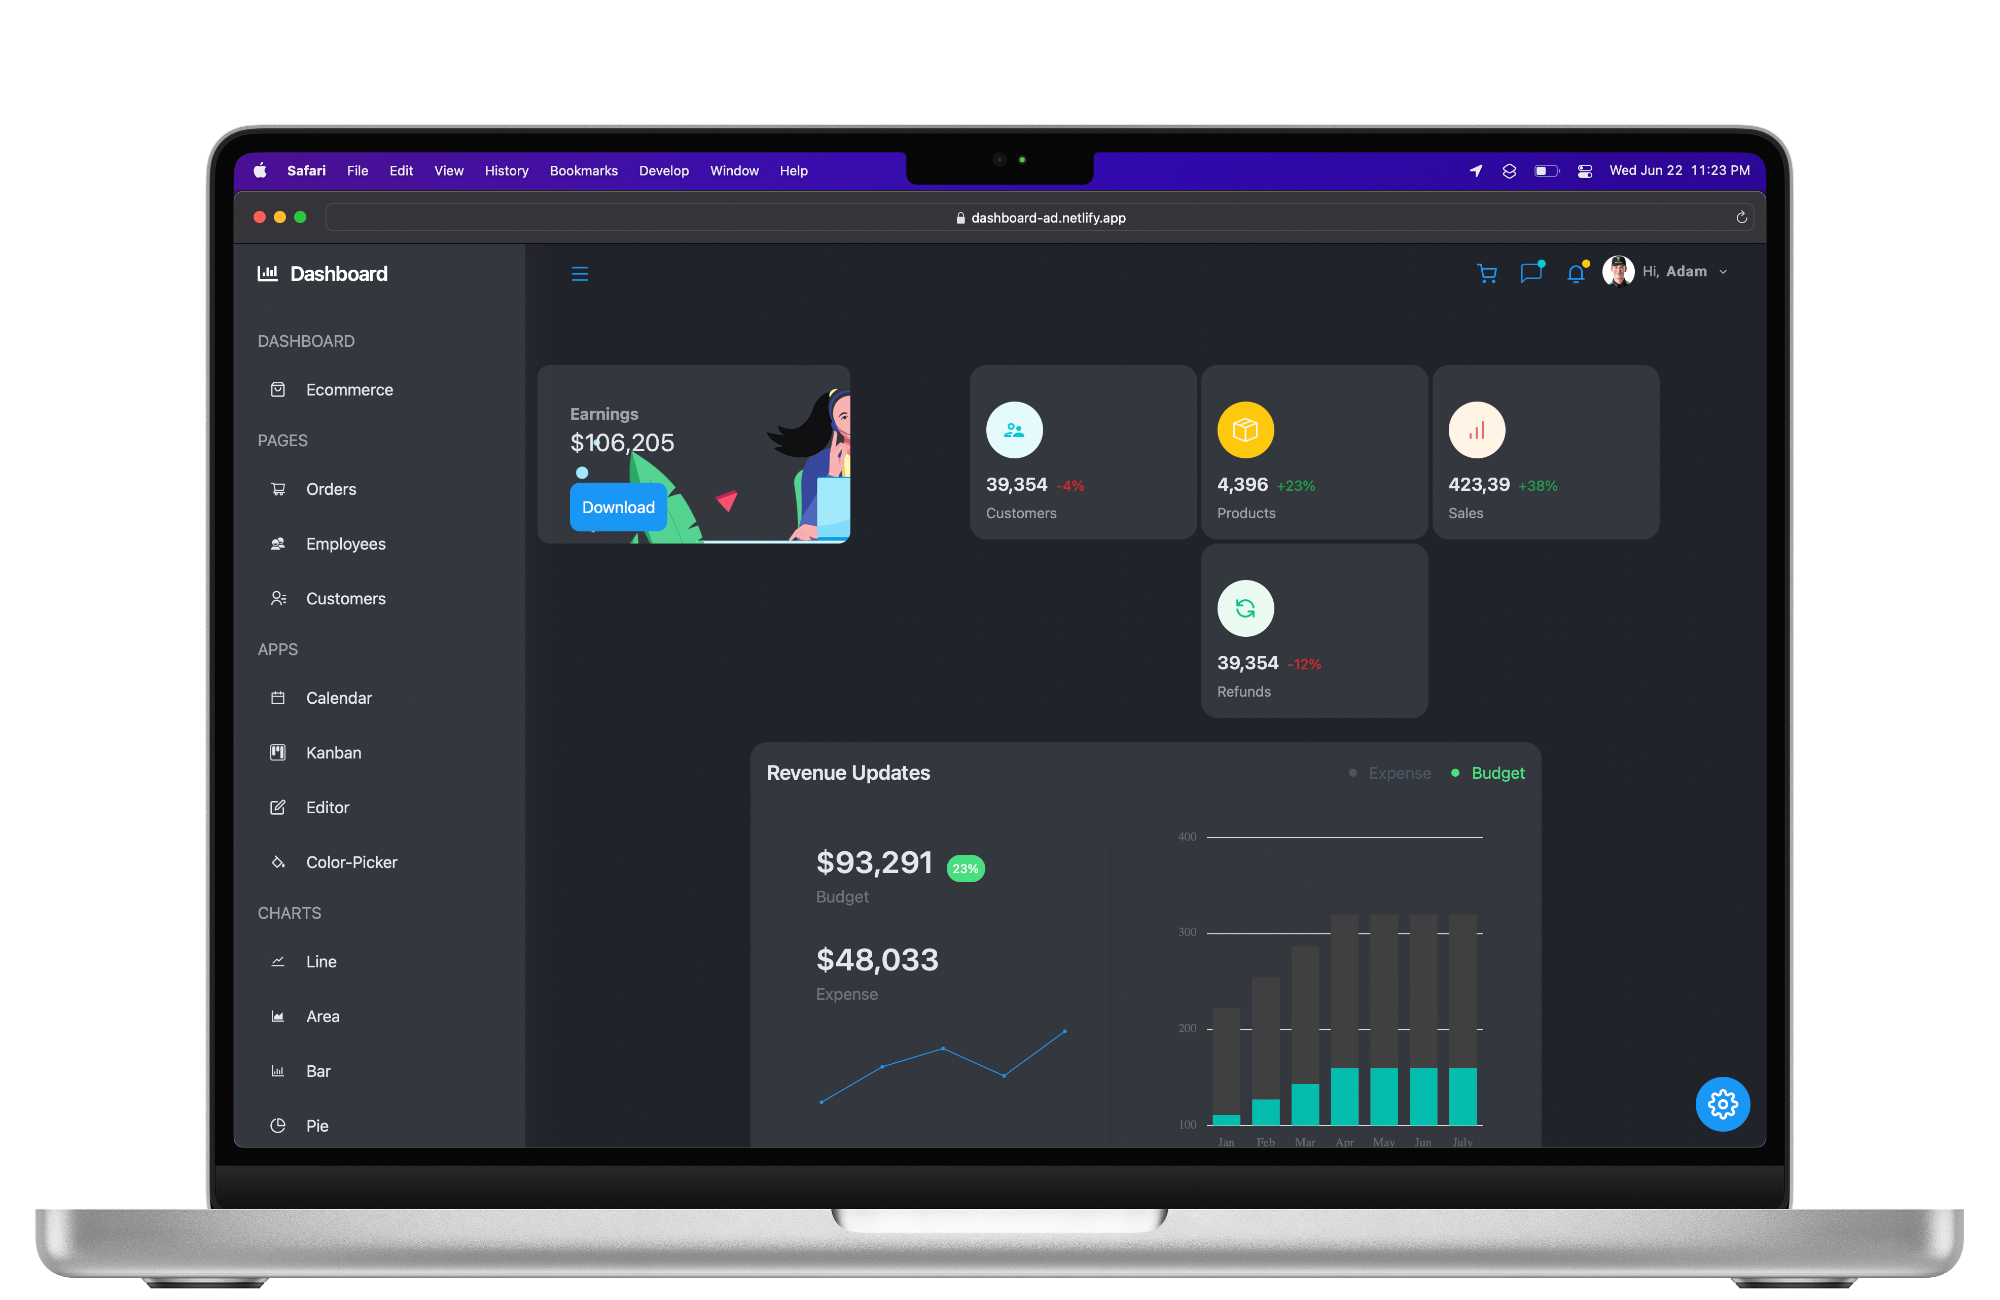 Safari File Edit View History Bookmarks Develop Window Help
Wed Jun 22 11:23 PM
dashboard-ad.netlify.app
Dashboard
Hi, Adam
DASHBOARD
Ecommerce
PAGES
Orders
Employees
Customers
APPS
Calendar
Kanban
Editor
Color-Picker
CHARTS
Line
Area
Bar
Pie
Earnings
$106,205
Download
39,354 -4%
Customers
4,396 +23%
Products
423,39 +38%
Sales
39,354 -12%
Refunds
Revenue Updates
Expense Budget
$93,291 23%
Budget
$48,033
Expense
400
300
200
100
Jan Feb Mar Apr May Jun July